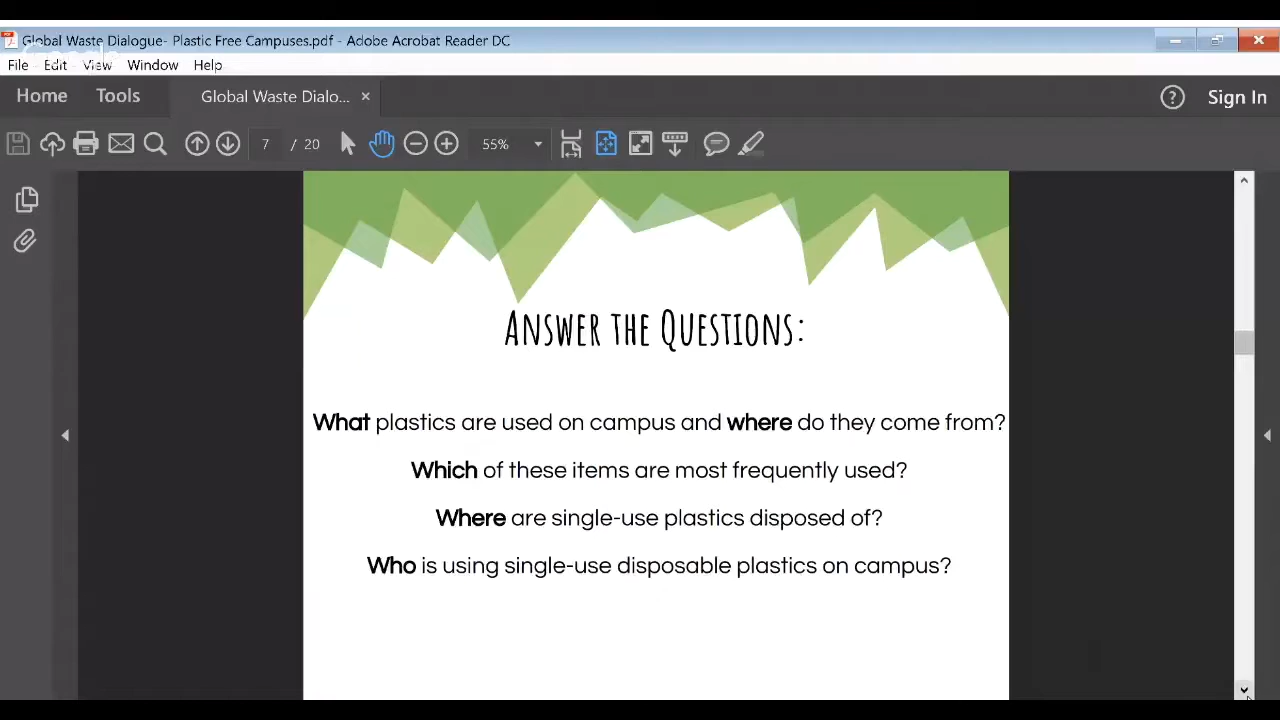 Global Waste Dialogue- Plastic Free Campuses.pdf - Adobe Acrobat Reader DC
Google
File Edit View Window Help
Home Tools Global Waste Dialo... × ? Sign In
7 / 20 55%
ANSWER THE QUESTIONS:
What plastics are used on campus and where do they come from?
Which of these items are most frequently used?
Where are single-use plastics disposed of?
Who is using single-use disposable plastics on campus?